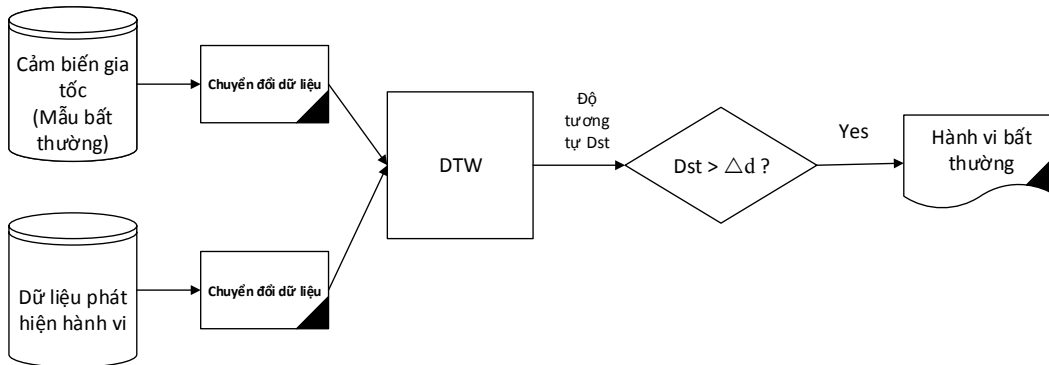 Cảm biến gia
tốc
(Mẫu bất
thường)
Chuyển đổi dữ liệu
Dữ liệu phát
hiện hành vi
Chuyển đổi dữ liệu
DTW
Độ
tương
tự Dst
Dst > △d ?
Yes
Hành vi bất
thường